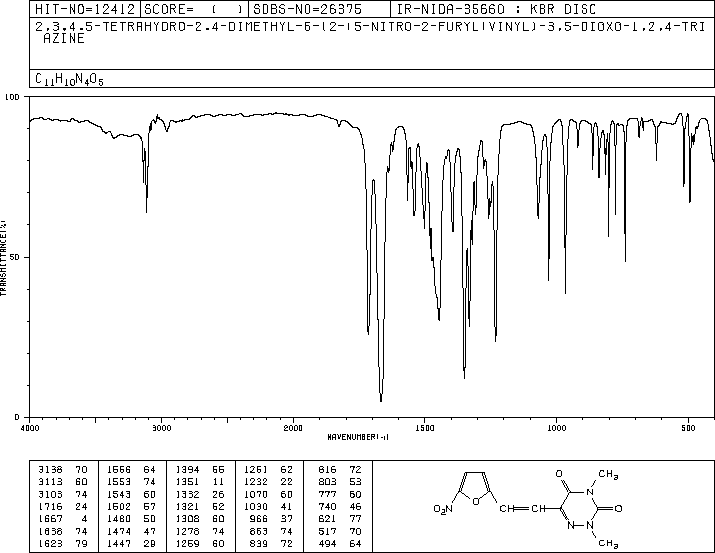 HIT-NO=12412 SCORE= ( ) SDBS-NO=26375 IR-NIDA-35660 : KBR DISC
2,3,4,5-TETRAHYDRO-2,4-DIMETHYL-6-(2-(5-NITRO-2-FURYL)VINYL)-3,5-DIOXO-1,2,4-TRI
AZINE
C11H10N4O5
100
TRANSMITTANCE(%)
50
0
4000 3000 2000 1500 1000 500
WAVENUMBER(-1)
3138 70 1566 64 1394 55 1261 62 816 72
3113 60 1553 74 1351 11 1232 22 803 53
3103 74 1543 60 1332 26 1070 60 777 60
1716 24 1502 57 1321 52 1030 41 740 46
1667 4 1480 50 1308 60 966 37 621 77
1638 74 1474 47 1278 74 863 74 517 70
1623 79 1447 29 1259 60 839 72 494 64
O CH3
N
NO2 O CH=CH O
N N CH3